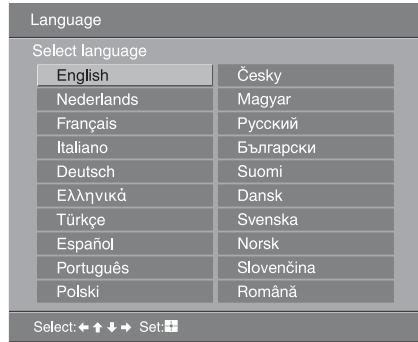 Language
Select language
English Česky
Nederlands Magyar
Français Русский
Italiano Български
Deutsch Suomi
Ελληνικά Dansk
Türkçe Svenska
Español Norsk
Português Slovenčina
Polski Română
Select: ← ↑ ↓ → Set: